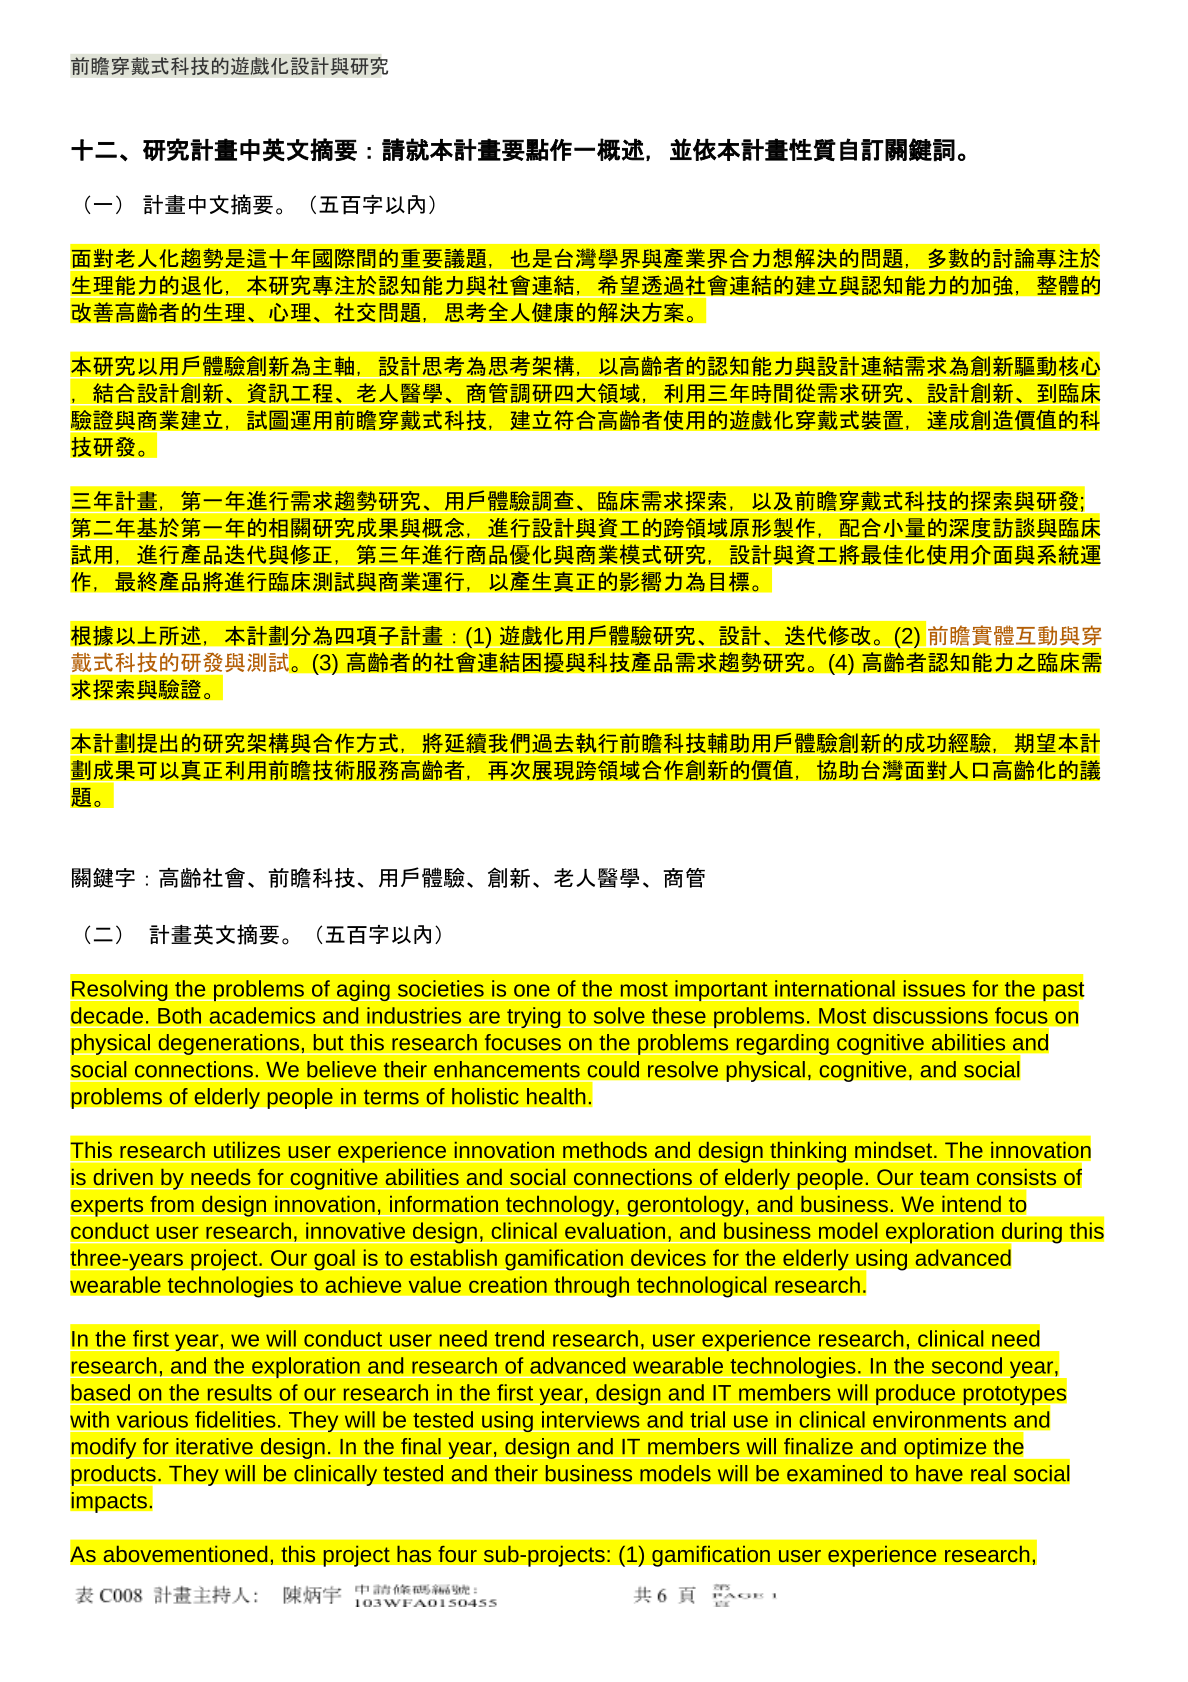 前瞻穿戴式科技的遊戲化設計與研究
十二、研究計畫中英文摘要：請就本計畫要點作一概述，並依本計畫性質自訂關鍵詞。
（一） 計畫中文摘要。（五百字以內）
面對老人化趨勢是這十年國際間的重要議題，也是台灣學界與產業界合力想解決的問題，多數的討論專注於
生理能力的退化，本研究專注於認知能力與社會連結，希望透過社會連結的建立與認知能力的加強，整體的
改善高齡者的生理、心理、社交問題，思考全人健康的解決方案。
本研究以用戶體驗創新為主軸，設計思考為思考架構，以高齡者的認知能力與設計連結需求為創新驅動核心
，結合設計創新、資訊工程、老人醫學、商管調研四大領域，利用三年時間從需求研究、設計創新、到臨床
驗證與商業建立，試圖運用前瞻穿戴式科技，建立符合高齡者使用的遊戲化穿戴式裝置，達成創造價值的科
技研發。
三年計畫，第一年進行需求趨勢研究、用戶體驗調查、臨床需求探索，以及前瞻穿戴式科技的探索與研發;
第二年基於第一年的相關研究成果與概念，進行設計與資工的跨領域原形製作，配合小量的深度訪談與臨床
試用，進行產品迭代與修正，第三年進行商品優化與商業模式研究，設計與資工將最佳化使用介面與系統運
作，最終產品將進行臨床測試與商業運行，以產生真正的影嚮力為目標。
根據以上所述，本計劃分為四項子計畫：(1) 遊戲化用戶體驗研究、設計、迭代修改。(2) 前瞻實體互動與穿
戴式科技的研發與測試。(3) 高齡者的社會連結困擾與科技產品需求趨勢研究。(4) 高齡者認知能力之臨床需
求探索與驗證。
本計劃提出的研究架構與合作方式，將延續我們過去執行前瞻科技輔助用戶體驗創新的成功經驗，期望本計
劃成果可以真正利用前瞻技術服務高齡者，再次展現跨領域合作創新的價值，協助台灣面對人口高齡化的議
題。
關鍵字：高齡社會、前瞻科技、用戶體驗、創新、老人醫學、商管
（二） 計畫英文摘要。（五百字以內）
Resolving the problems of aging societies is one of the most important international issues for the past
decade. Both academics and industries are trying to solve these problems. Most discussions focus on
physical degenerations, but this research focuses on the problems regarding cognitive abilities and
social connections. We believe their enhancements could resolve physical, cognitive, and social
problems of elderly people in terms of holistic health.
This research utilizes user experience innovation methods and design thinking mindset. The innovation
is driven by needs for cognitive abilities and social connections of elderly people. Our team consists of
experts from design innovation, information technology, gerontology, and business. We intend to
conduct user research, innovative design, clinical evaluation, and business model exploration during this
three-years project. Our goal is to establish gamification devices for the elderly using advanced
wearable technologies to achieve value creation through technological research.
In the first year, we will conduct user need trend research, user experience research, clinical need
research, and the exploration and research of advanced wearable technologies. In the second year,
based on the results of our research in the first year, design and IT members will produce prototypes
with various fidelities. They will be tested using interviews and trial use in clinical environments and
modify for iterative design. In the final year, design and IT members will finalize and optimize the
products. They will be clinically tested and their business models will be examined to have real social
impacts.
As abovementioned, this project has four sub-projects: (1) gamification user experience research,
表 C008 計畫主持人： 陳炳宇 申請條碼編號： 103WFA0150455 共 6 頁 第 PAGE 1 頁